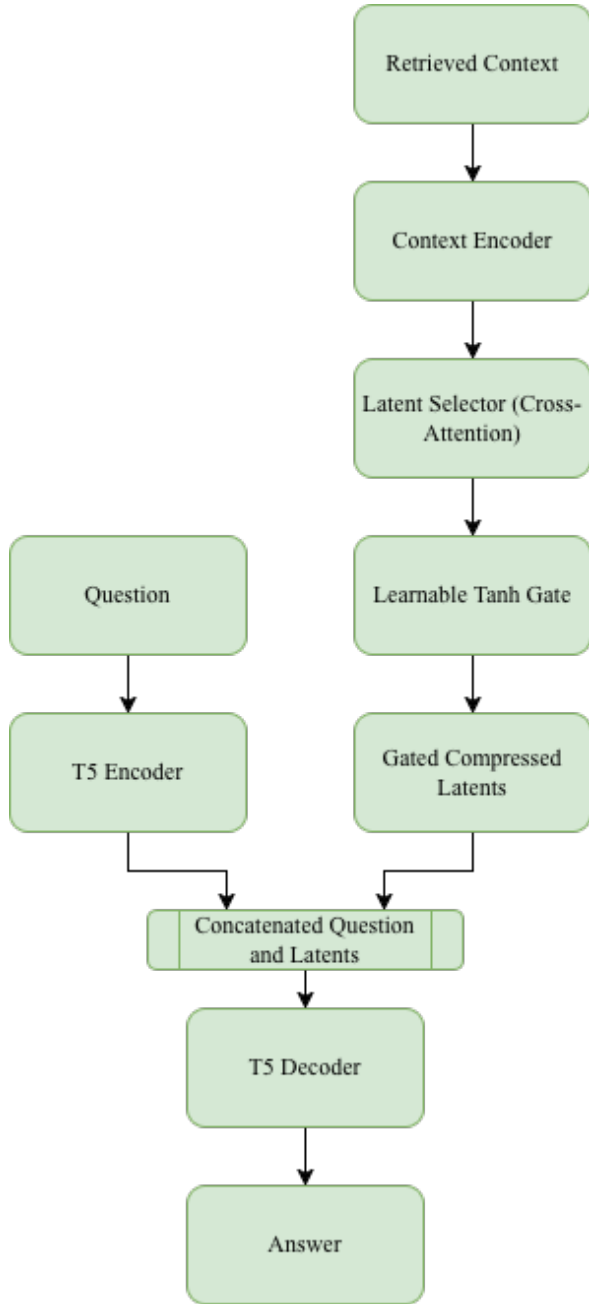 Retrieved Context
Context Encoder
Latent Selector (Cross-
Attention)
Question
Learnable Tanh Gate
T5 Encoder
Gated Compressed
Latents
Concatenated Question
and Latents
T5 Decoder
Answer